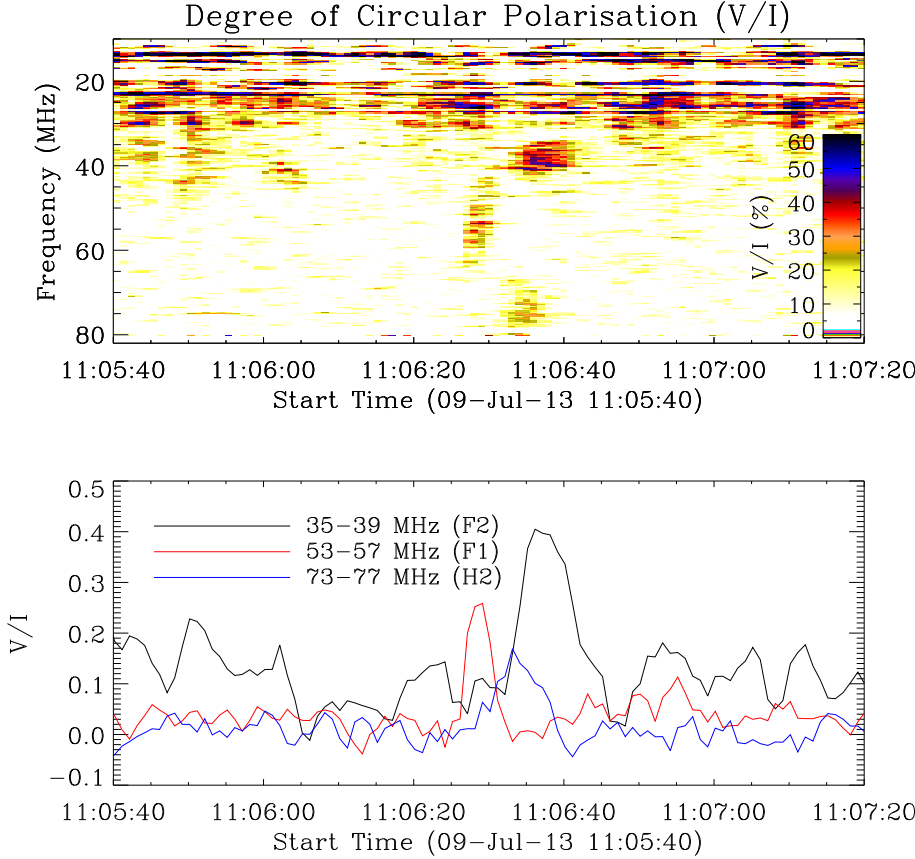 Degree of Circular Polarisation (V/I)
Frequency (MHz)
20
40
60
80
V/I (%)
60
50
40
30
20
10
0
11:05:40 11:06:00 11:06:20 11:06:40 11:07:00 11:07:20
Start Time (09-Jul-13 11:05:40)
V/I
0.5
0.4
0.3
0.2
0.1
0.0
-0.1
35-39 MHz (F2)
53-57 MHz (F1)
73-77 MHz (H2)
11:05:40 11:06:00 11:06:20 11:06:40 11:07:00 11:07:20
Start Time (09-Jul-13 11:05:40)